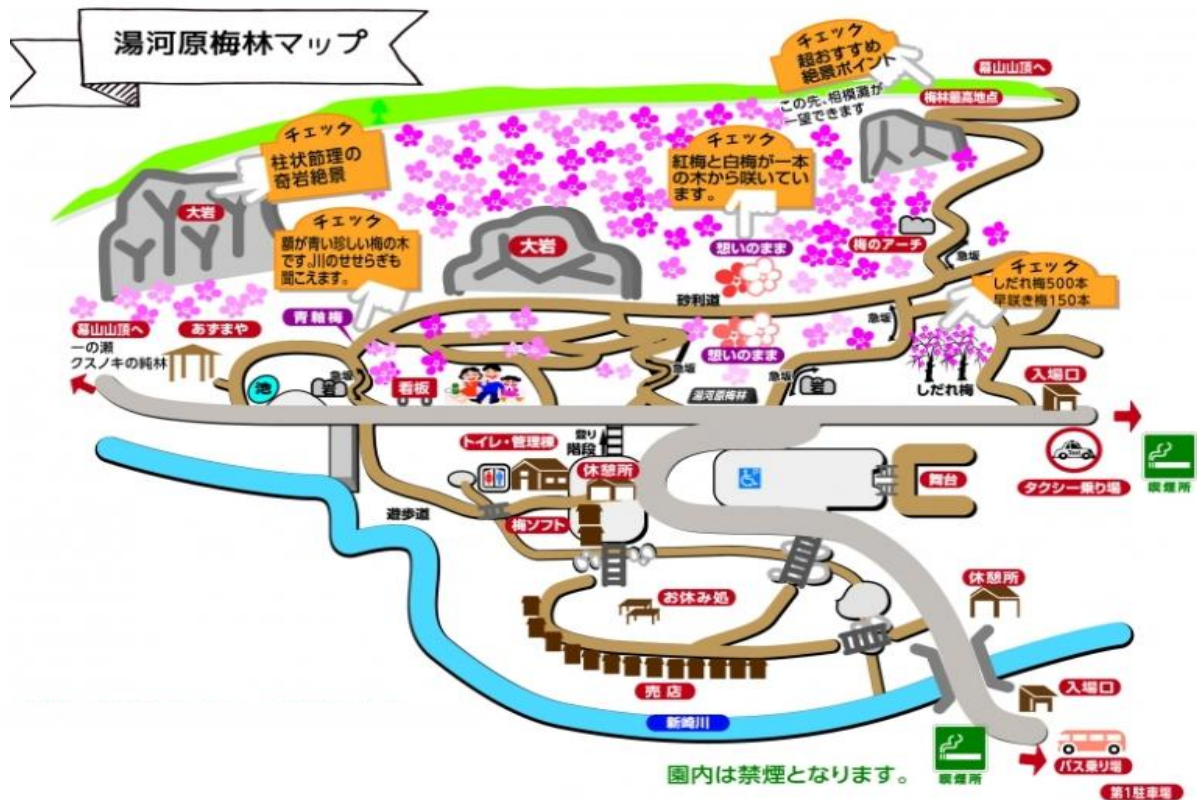 湯河原梅林マップ
チェック
超おすすめ
絶景ポイント
この先、相模灘が
一望できます
幕山山頂へ
梅林最高地点
チェック
柱状節理の
奇岩絶景
チェック
紅梅と白梅が一本
の木から咲いてい
ます。
大岩
チェック
額が青い珍しい梅の木
です。川のせせらぎも
聞こえます。
大岩
想いのまま
梅のアーチ
急坂
チェック
しだれ梅500本
早咲き梅150本
砂利道
幕山山頂へ
一の瀬
クスノキの純林
あずまや
青軸梅
想いのまま
急坂
急坂
池
急坂
岩
看板
湯河原梅林
急坂
岩
しだれ梅
入場口
トイレ・管理棟
登り
階段
休憩所
舞台
Taxi
タクシー乗り場
喫煙所
遊歩道
梅ソフト
お休み処
休憩所
売店
新崎川
入場口
園内は禁煙となります。
喫煙所
バス乗り場
第1駐車場